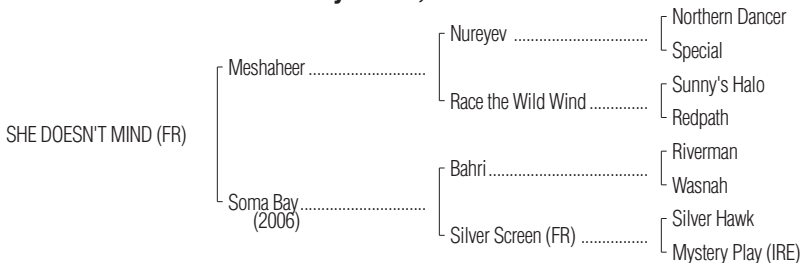 Northern Dancer
Nureyev ................................
Special
Meshaheer ............................
Sunny's Halo
Race the Wild Wind ..............
Redpath
SHE DOESN'T MIND (FR)
Riverman
Bahri......................................
Wasnah
Soma Bay..............................
(2006)
Silver Hawk
Silver Screen (FR) ................
Mystery Play (IRE)